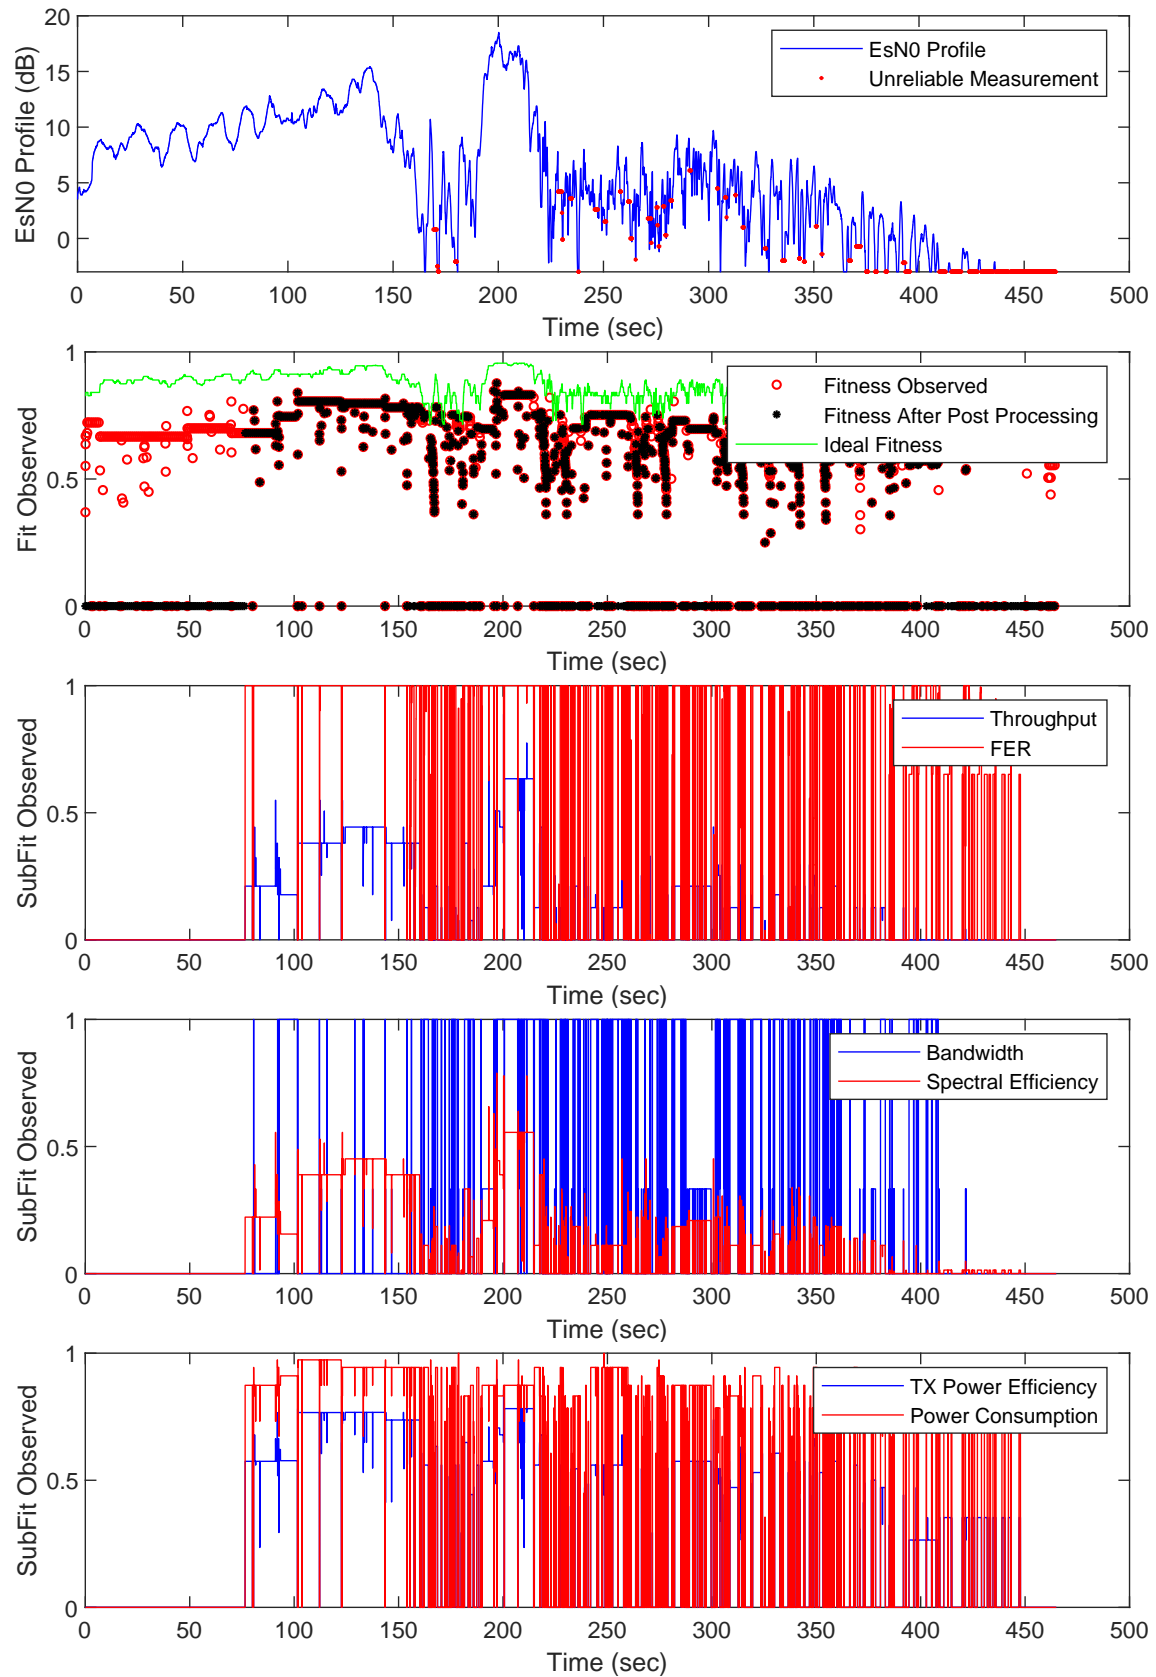 20
15
10
5
0
EsN0 Profile (dB)
EsN0 Profile
Unreliable Measurement
0 50 100 150 200 250 300 350 400 450 500
Time (sec)
1
0.5
0
Fit Observed
Fitness Observed
Fitness After Post Processing
Ideal Fitness
0 50 100 150 200 250 300 350 400 450 500
Time (sec)
1
0.5
0
SubFit Observed
Throughput
FER
0 50 100 150 200 250 300 350 400 450 500
Time (sec)
1
0.5
0
SubFit Observed
Bandwidth
Spectral Efficiency
0 50 100 150 200 250 300 350 400 450 500
Time (sec)
1
0.5
0
SubFit Observed
TX Power Efficiency
Power Consumption
0 50 100 150 200 250 300 350 400 450 500
Time (sec)